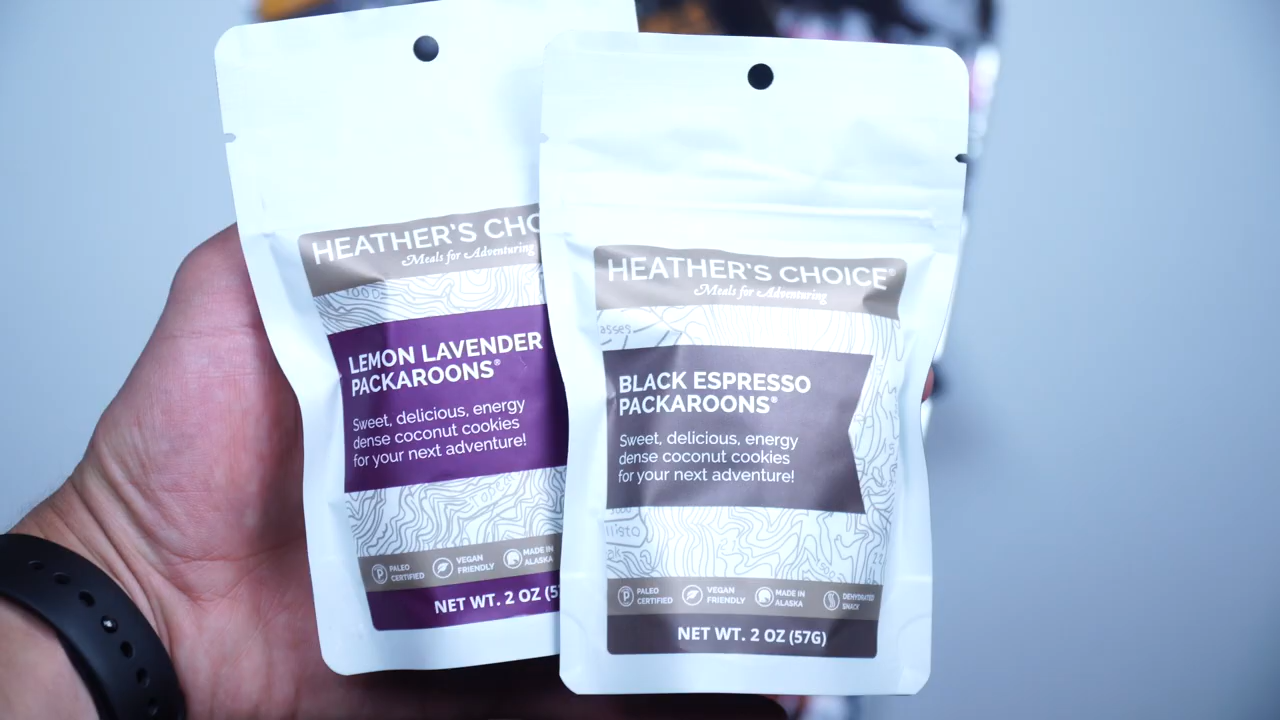 HEATHER'S CHO
Meals for Adventuring
LEMON LAVENDER
PACKAROONS®
Sweet, delicious, energy
dense coconut cookies
for your next adventure!
PALEO
CERTIFIED
VEGAN
FRIENDLY
MADE IN
ALASKA
NET WT. 2 OZ (5
HEATHER'S CHOICE®
Meals for Adventuring
BLACK ESPRESSO
PACKAROONS®
Sweet, delicious, energy
dense coconut cookies
for your next adventure!
PALEO
CERTIFIED
VEGAN
FRIENDLY
MADE IN
ALASKA
DEHYDRATED
SNACK
NET WT. 2 OZ (57G)